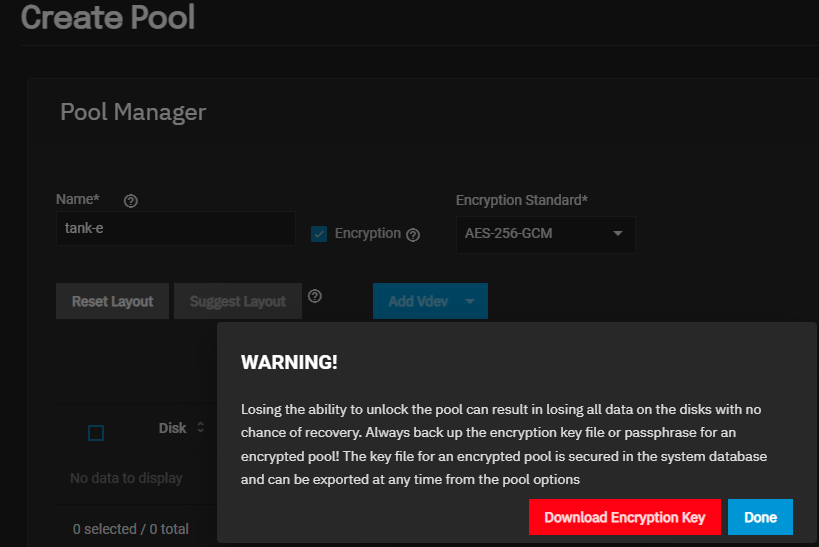 Create Pool
Pool Manager
Name*
Encryption Standard*
tank-e
Encryption
AES-256-GCM
Reset Layout
Suggest Layout
Add Vdev
WARNING!
Losing the ability to unlock the pool can result in losing all data on the disks with no
chance of recovery. Always back up the encryption key file or passphrase for an
encrypted pool! The key file for an encrypted pool is secured in the system database
and can be exported at any time from the pool options
Disk
No data to display
Download Encryption Key
Done
0 selected / 0 total